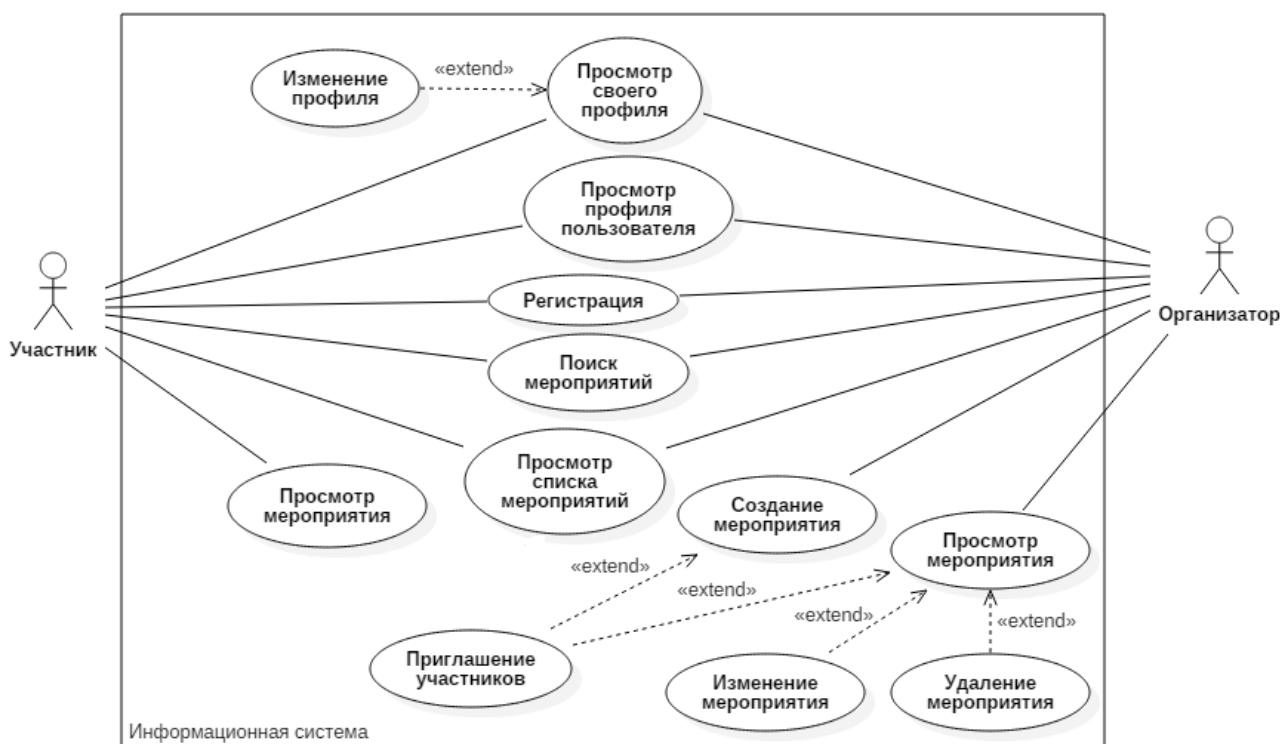 Изменение
профиля
«extend»
Просмотр
своего
профиля
Просмотр
профиля
пользователя
Участник
Регистрация
Организатор
Поиск
мероприятий
Просмотр
мероприятия
Просмотр
списка
мероприятий
Создание
мероприятия
Просмотр
мероприятия
«extend»
«extend»
«extend»
«extend»
Приглашение
участников
Изменение
мероприятия
Удаление
мероприятия
Информационная система